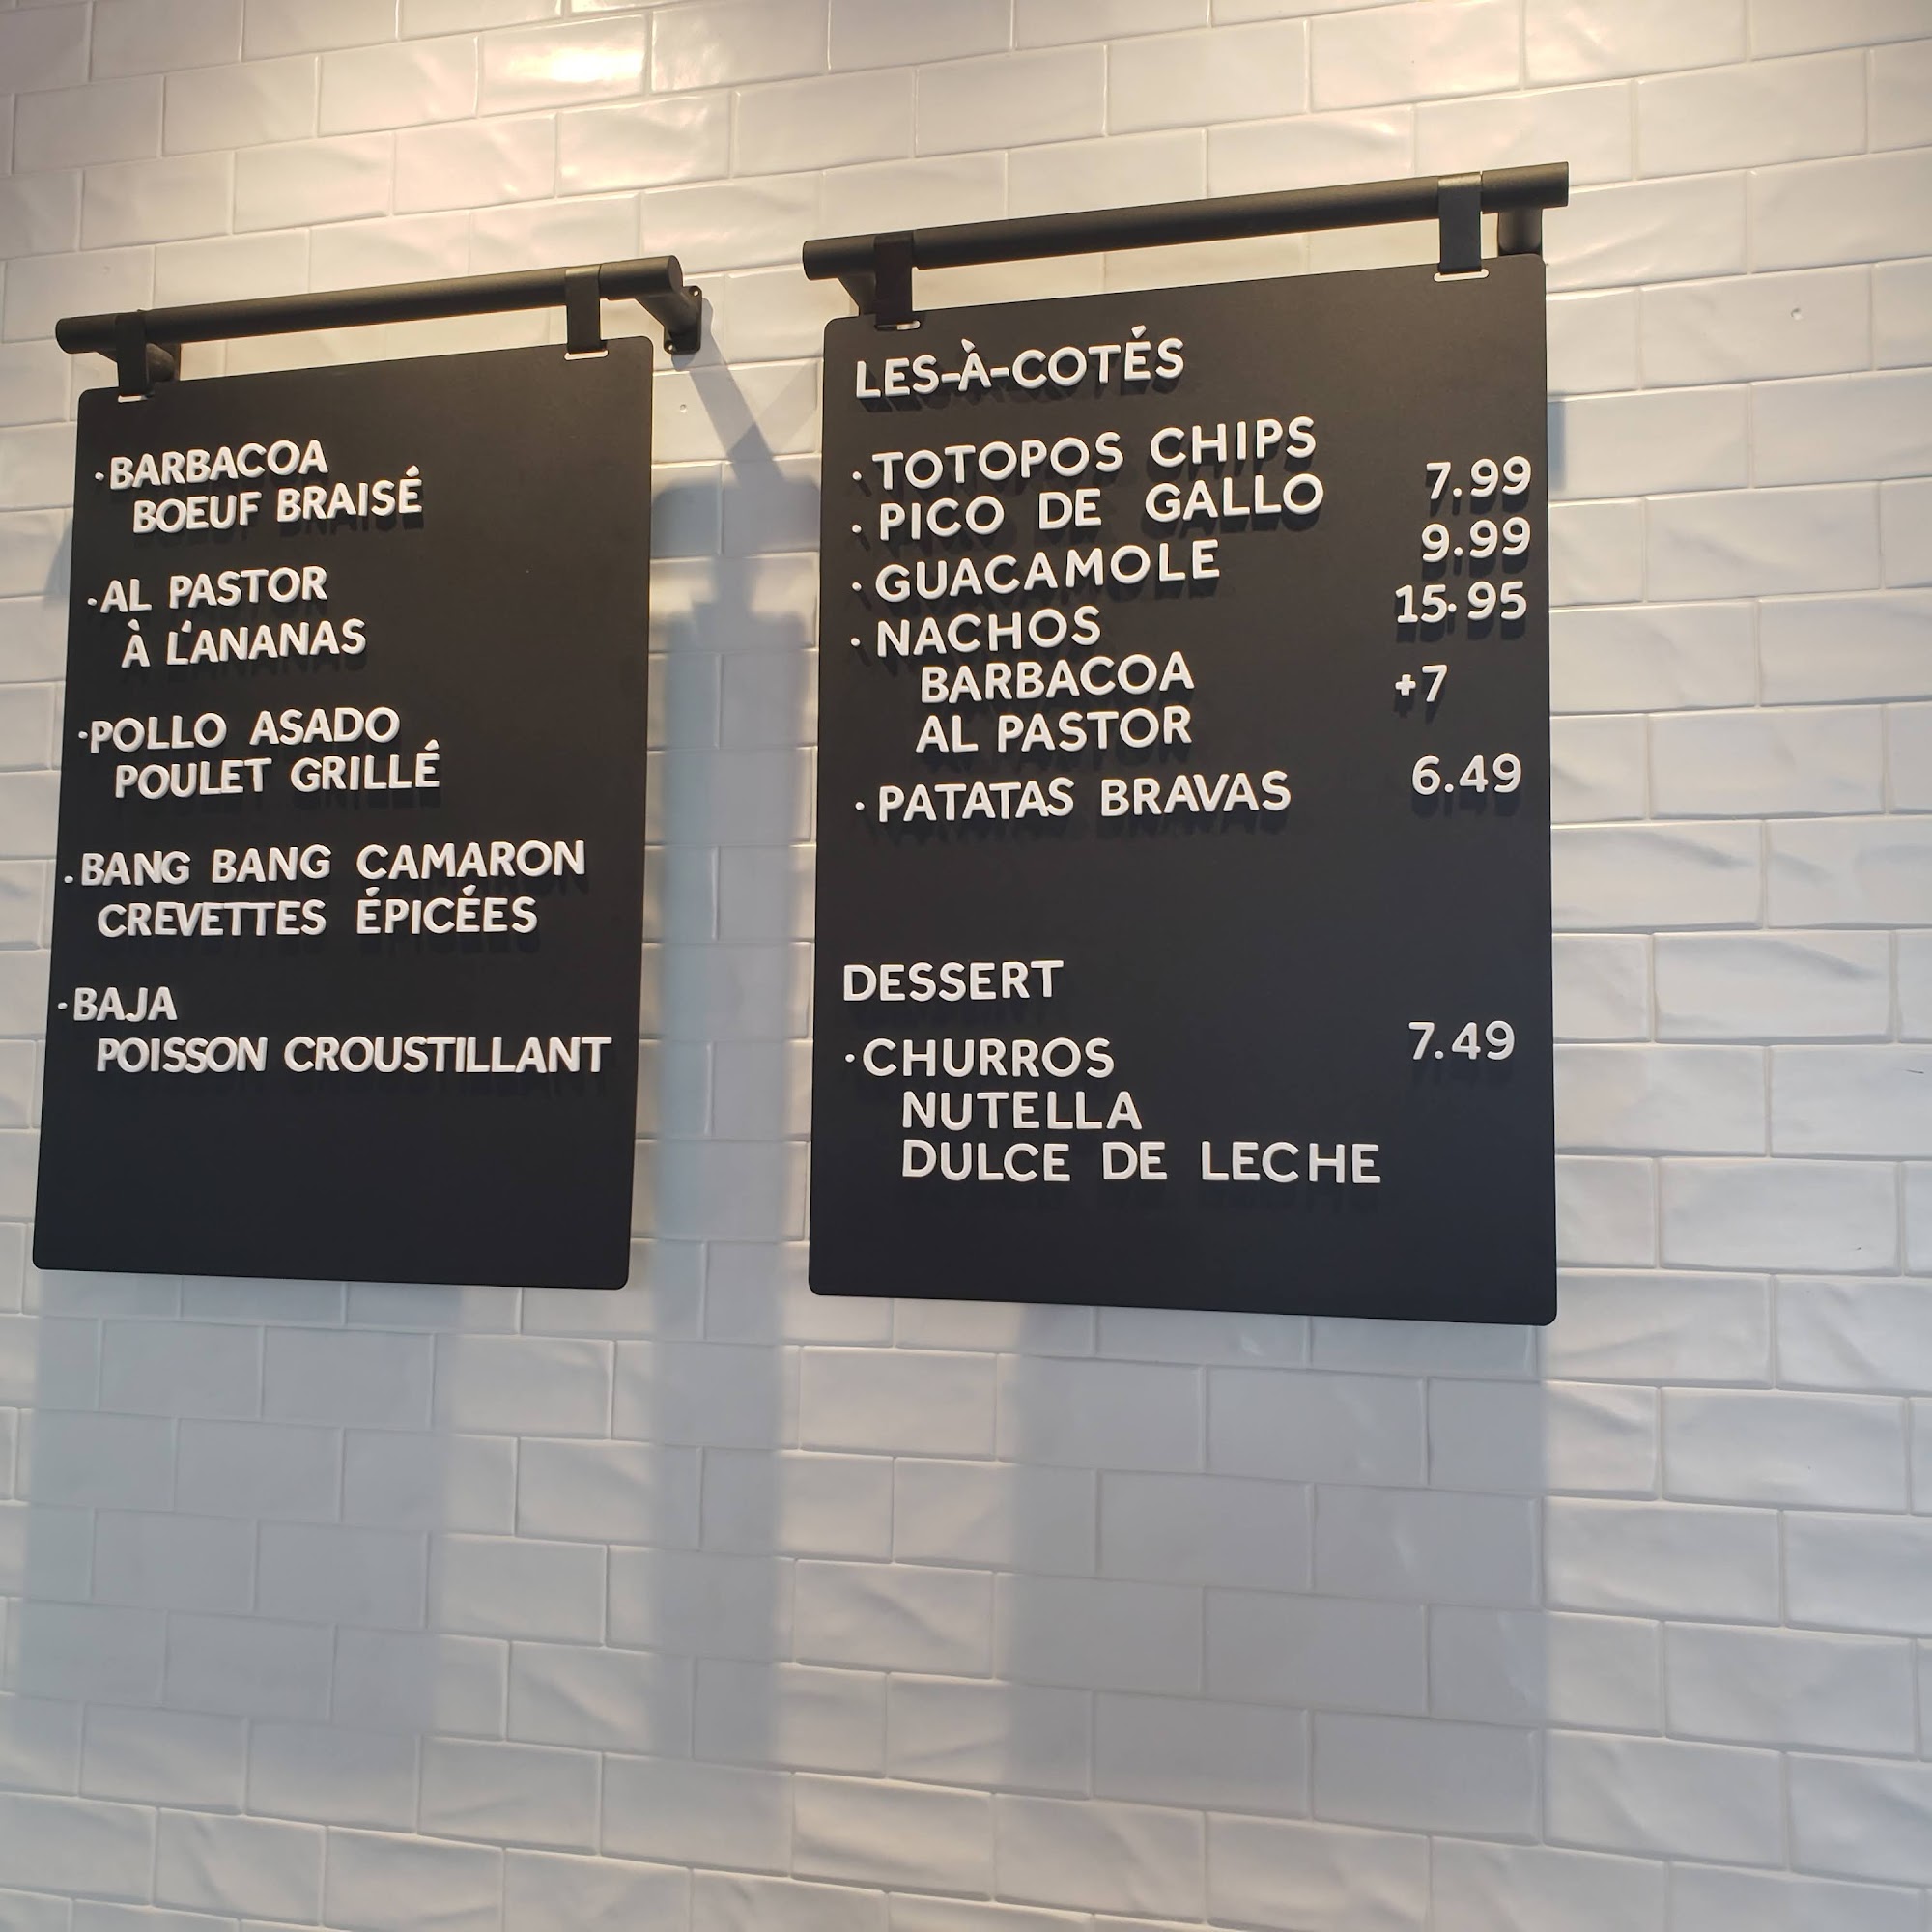 ·BARBACOA
BOEUF BRAISÉ
·AL PASTOR
À L'ANANAS
·POLLO ASADO
POULET GRILLÉ
·BANG BANG CAMARON
CREVETTES ÉPICÉES
·BAJA
POISSON CROUSTILLANT
LES-À-COTÉS
·TOTOPOS CHIPS
·PICO DE GALLO 7.99
·GUACAMOLE 9.99
·NACHOS 15.95
BARBACOA +7
AL PASTOR
·PATATAS BRAVAS 6.49
DESSERT
·CHURROS 7.49
NUTELLA
DULCE DE LECHE